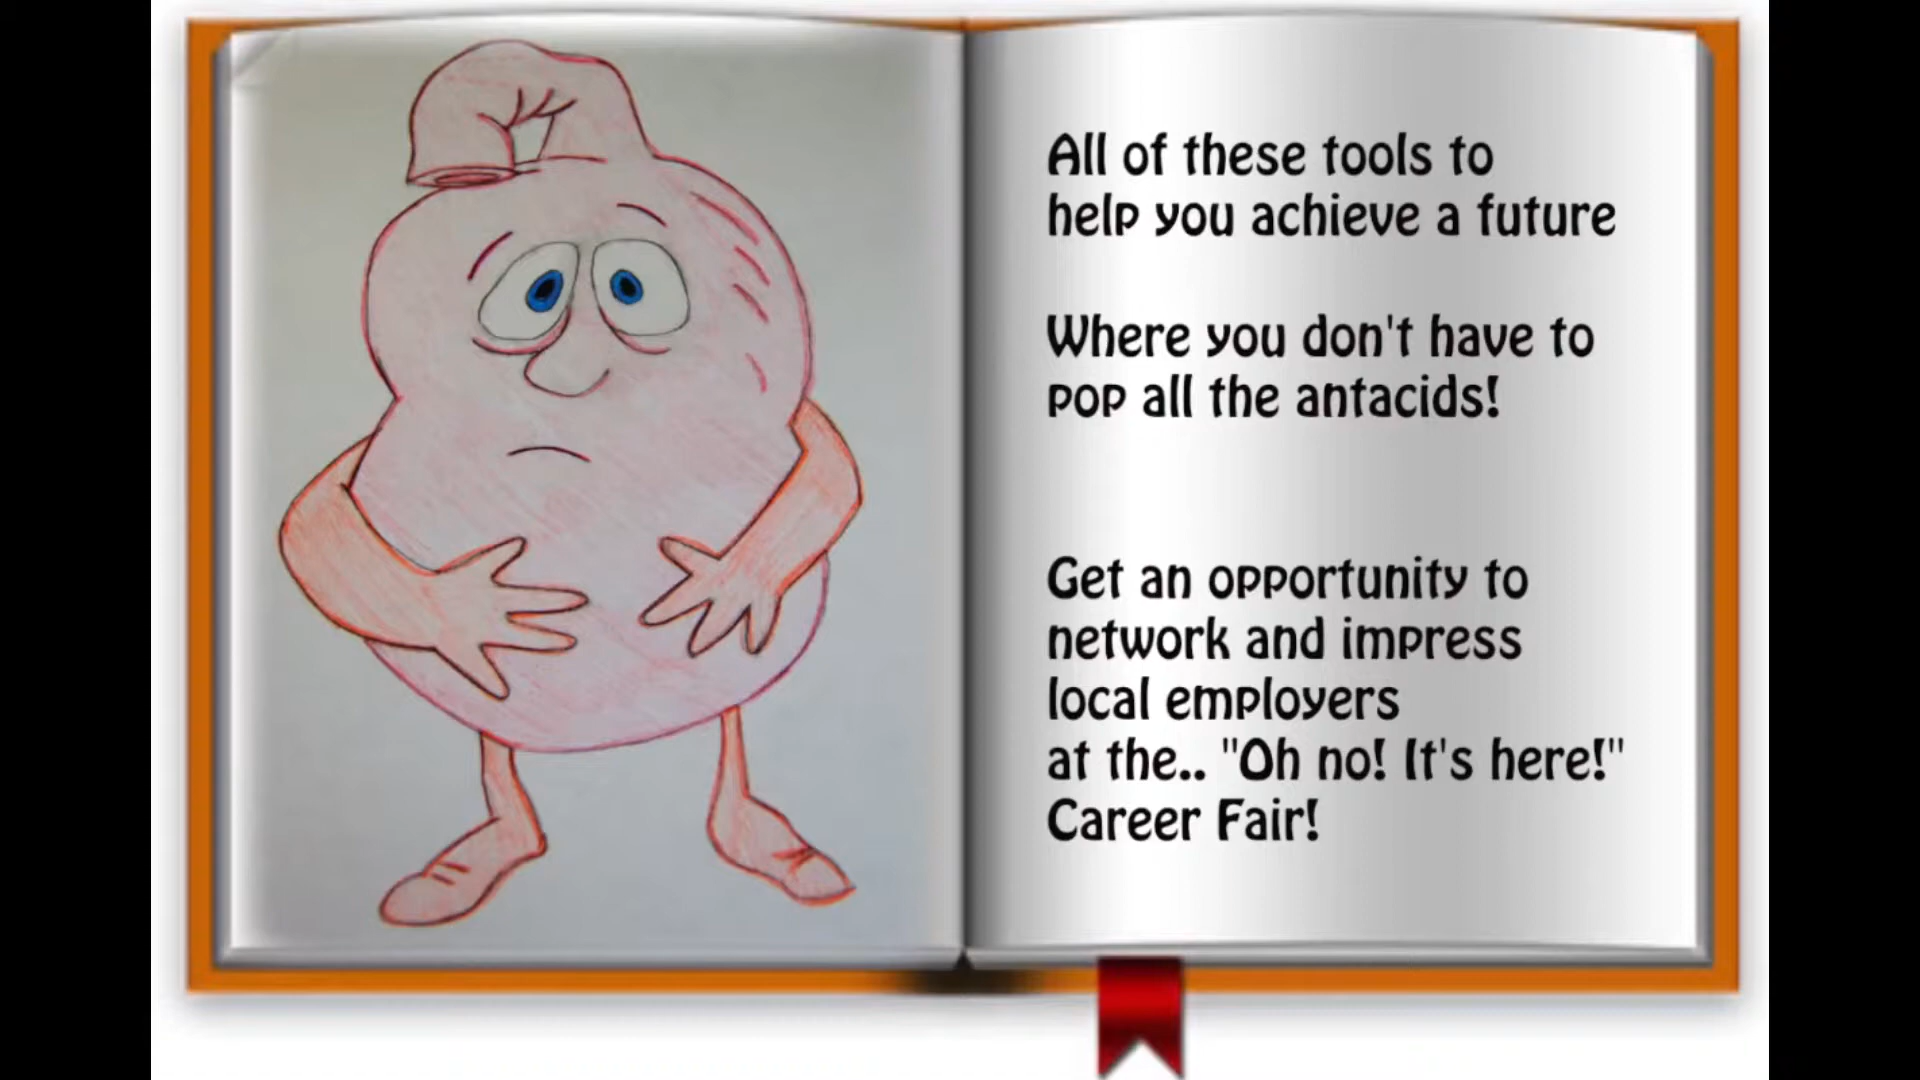 All of these tools to
help you achieve a future
Where you don't have to
pop all the antacids!
Get an opportunity to
network and impress
local employers
at the.. "Oh no! It's here!"
Career Fair!